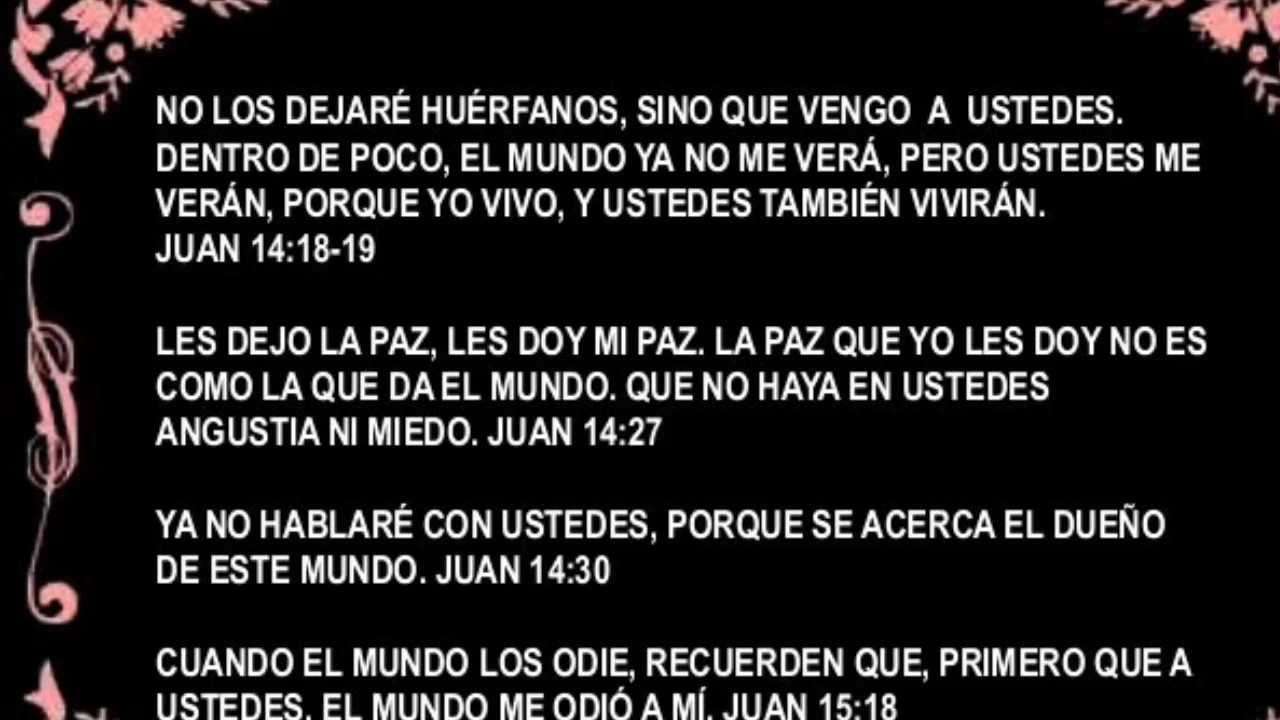 NO LOS DEJARÉ HUÉRFANOS, SINO QUE VENGO A USTEDES.
DENTRO DE POCO, EL MUNDO YA NO ME VERÁ, PERO USTEDES ME
VERÁN, PORQUE YO VIVO, Y USTEDES TAMBIÉN VIVIRÁN.
JUAN 14:18-19
LES DEJO LA PAZ, LES DOY MI PAZ. LA PAZ QUE YO LES DOY NO ES
COMO LA QUE DA EL MUNDO. QUE NO HAYA EN USTEDES
ANGUSTIA NI MIEDO. JUAN 14:27
YA NO HABLARÉ CON USTEDES, PORQUE SE ACERCA EL DUEÑO
DE ESTE MUNDO. JUAN 14:30
CUANDO EL MUNDO LOS ODIE, RECUERDEN QUE, PRIMERO QUE A
USTEDES, EL MUNDO ME ODIÓ A MÍ. JUAN 15:18